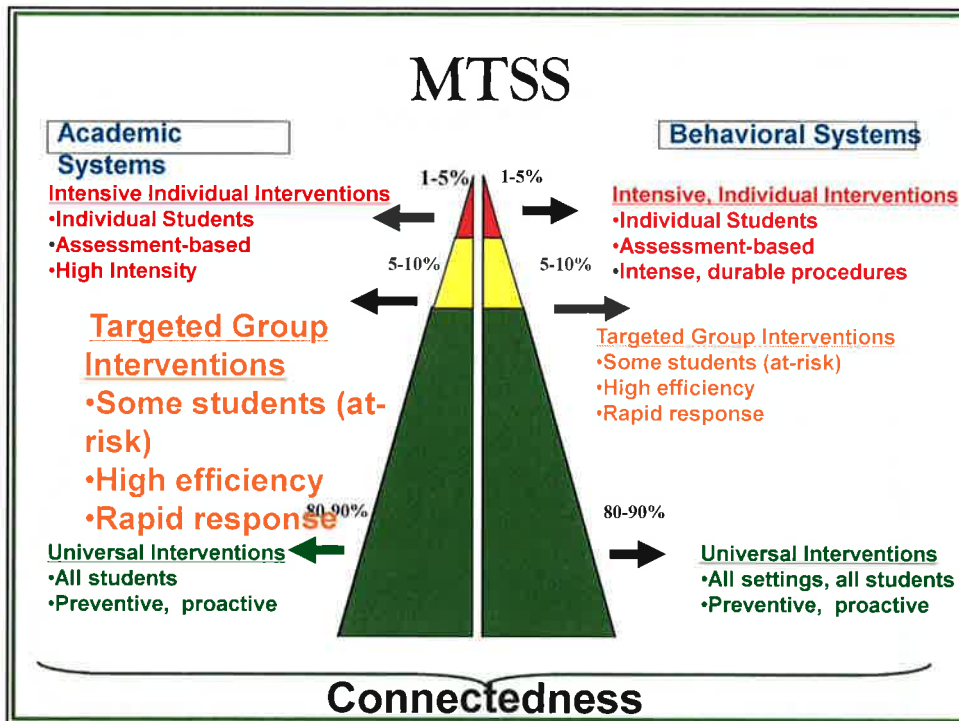 MTSS
Academic
Systems
Intensive Individual Interventions
•Individual Students
•Assessment-based
•High Intensity
Targeted Group
Interventions
•Some students (at-
risk)
•High efficiency
•Rapid response
Universal Interventions
•All students
•Preventive, proactive
1-5%
5-10%
80-90%
1-5%
5-10%
80-90%
Behavioral Systems
Intensive, Individual Interventions
•Individual Students
•Assessment-based
•Intense, durable procedures
Targeted Group Interventions
•Some students (at-risk)
•High efficiency
•Rapid response
Universal Interventions
•All settings, all students
•Preventive, proactive
Connectedness